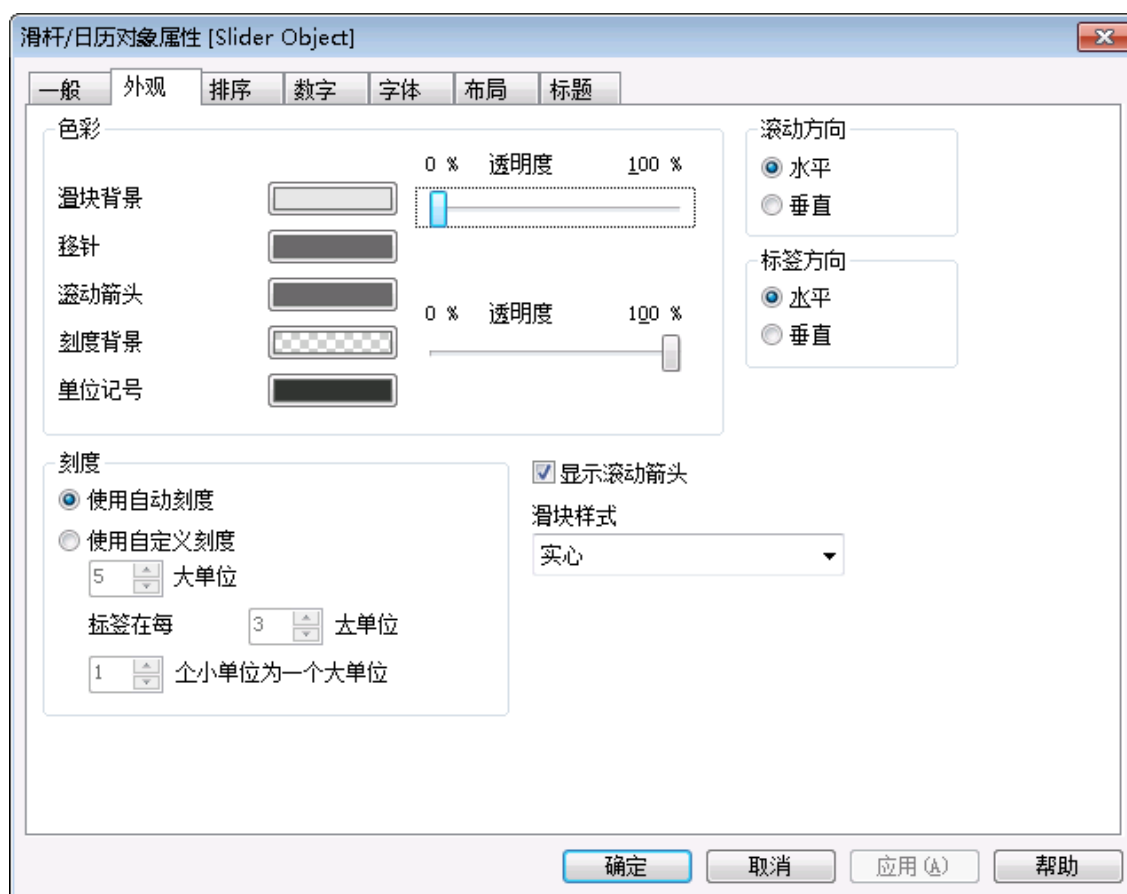 滑杆/日历对象属性 [Slider Object]
一般 外观 排序 数字 字体 布局 标题
色彩
0 % 透明度 100 %
滑块背景
移针
滚动箭头
0 % 透明度 100 %
刻度背景
单位记号
滚动方向
水平
垂直
标签方向
水平
垂直
刻度
使用自动刻度
使用自定义刻度
5 大单位
标签在每 3 大单位
1 个小单位为一个大单位
显示滚动箭头
滑块样式
实心
确定 取消 应用(A) 帮助